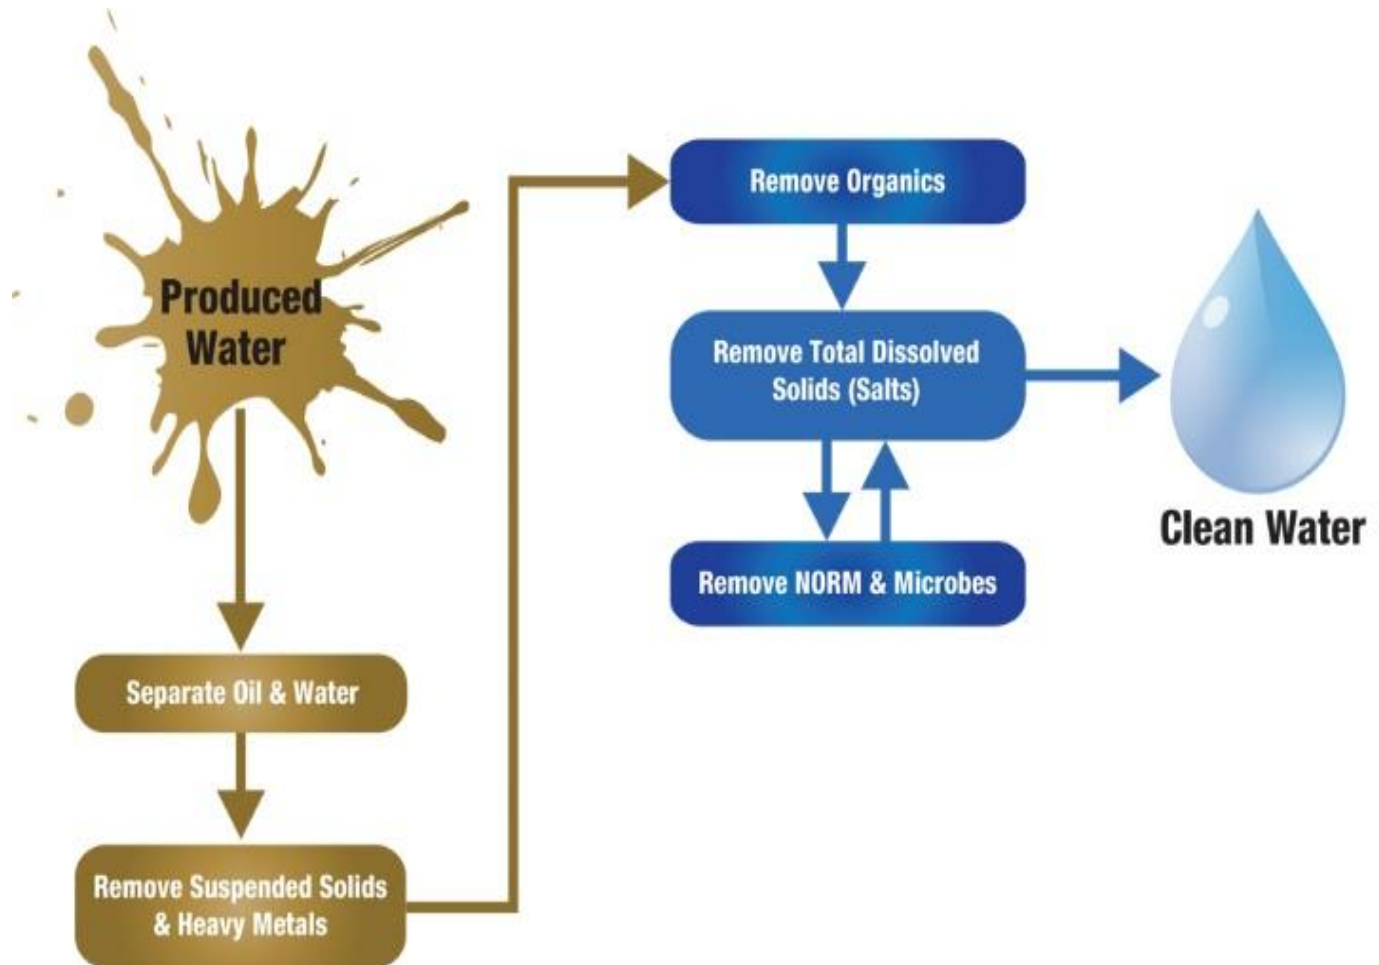 Produced
Water
Separate Oil & Water
Remove Suspended Solids
& Heavy Metals
Remove Organics
Remove Total Dissolved
Solids (Salts)
Remove NORM & Microbes
Clean Water